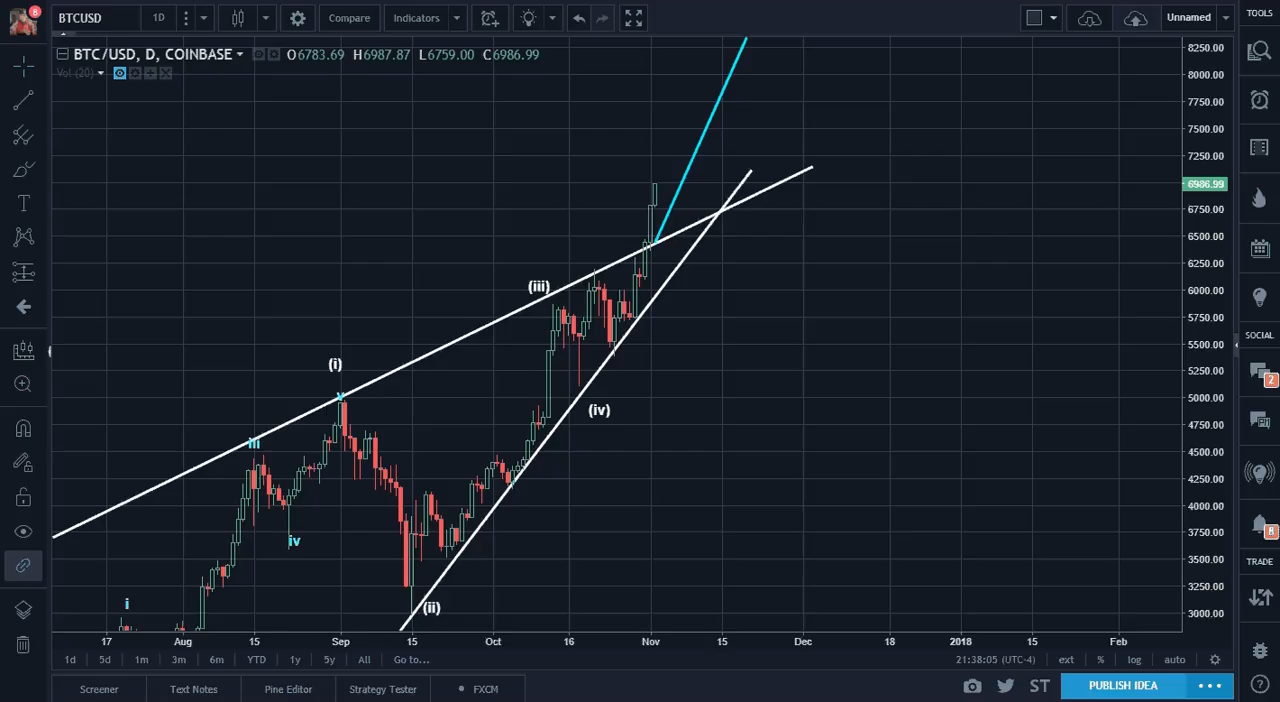 8
BTCUSD
1D
Compare
Indicators
Unnamed
TOOLS
BTC/USD, D, COINBASE
O6783.69 H6987.87 L6759.00 C6986.99
Vol (20)
8250.00
8000.00
7750.00
7500.00
7250.00
6986.99
6750.00
6500.00
6250.00
6000.00
5750.00
5500.00
5250.00
5000.00
4750.00
4500.00
4250.00
4000.00
3750.00
3500.00
3250.00
3000.00
(iii)
(i)
v
(iv)
iii
iv
i
(ii)
SOCIAL
2
8
TRADE
17 Aug 15 Sep 15 Oct 16 Nov 15 Dec 18 2018 15 Feb
1d 5d 1m 3m 6m YTD 1y 5y All Go to...
21:38:05 (UTC-4) ext % log auto
Screener Text Notes Pine Editor Strategy Tester FXCM
ST PUBLISH IDEA